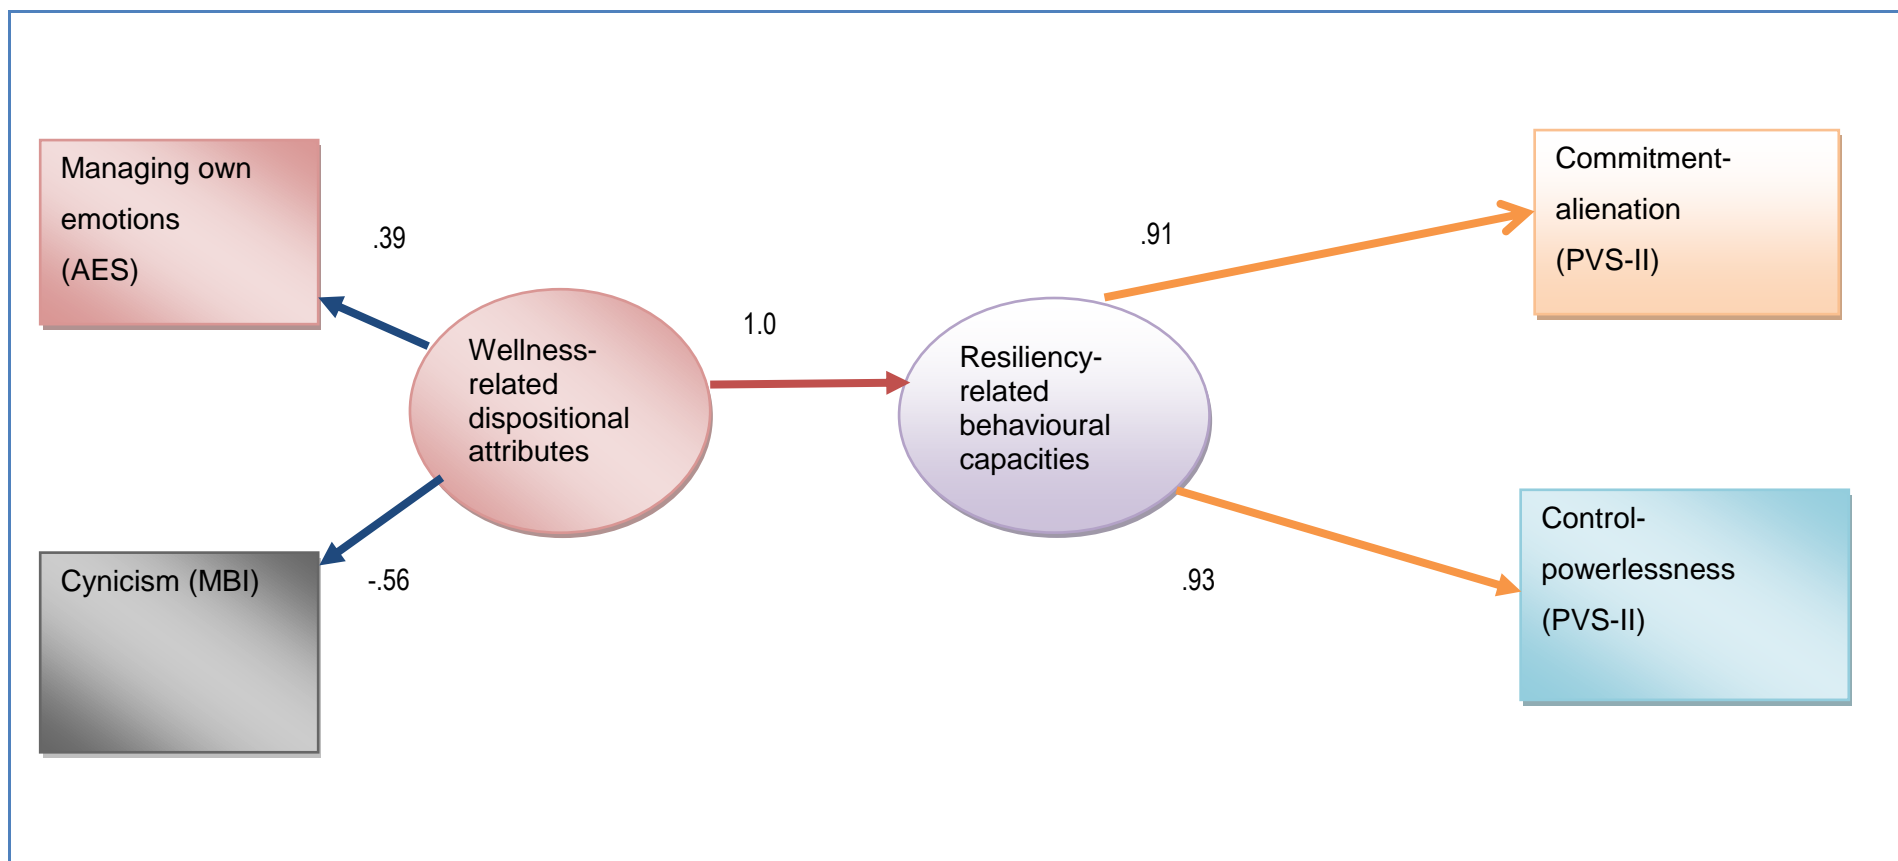 Managing own
emotions
(AES)
.39
Wellness-
related
dispositional
attributes
1.0
Cynicism (MBI)
-.56
Resiliency-
related
behavioural
capacities
.91
Commitment-
alienation
(PVS-II)
.93
Control-
powerlessness
(PVS-II)